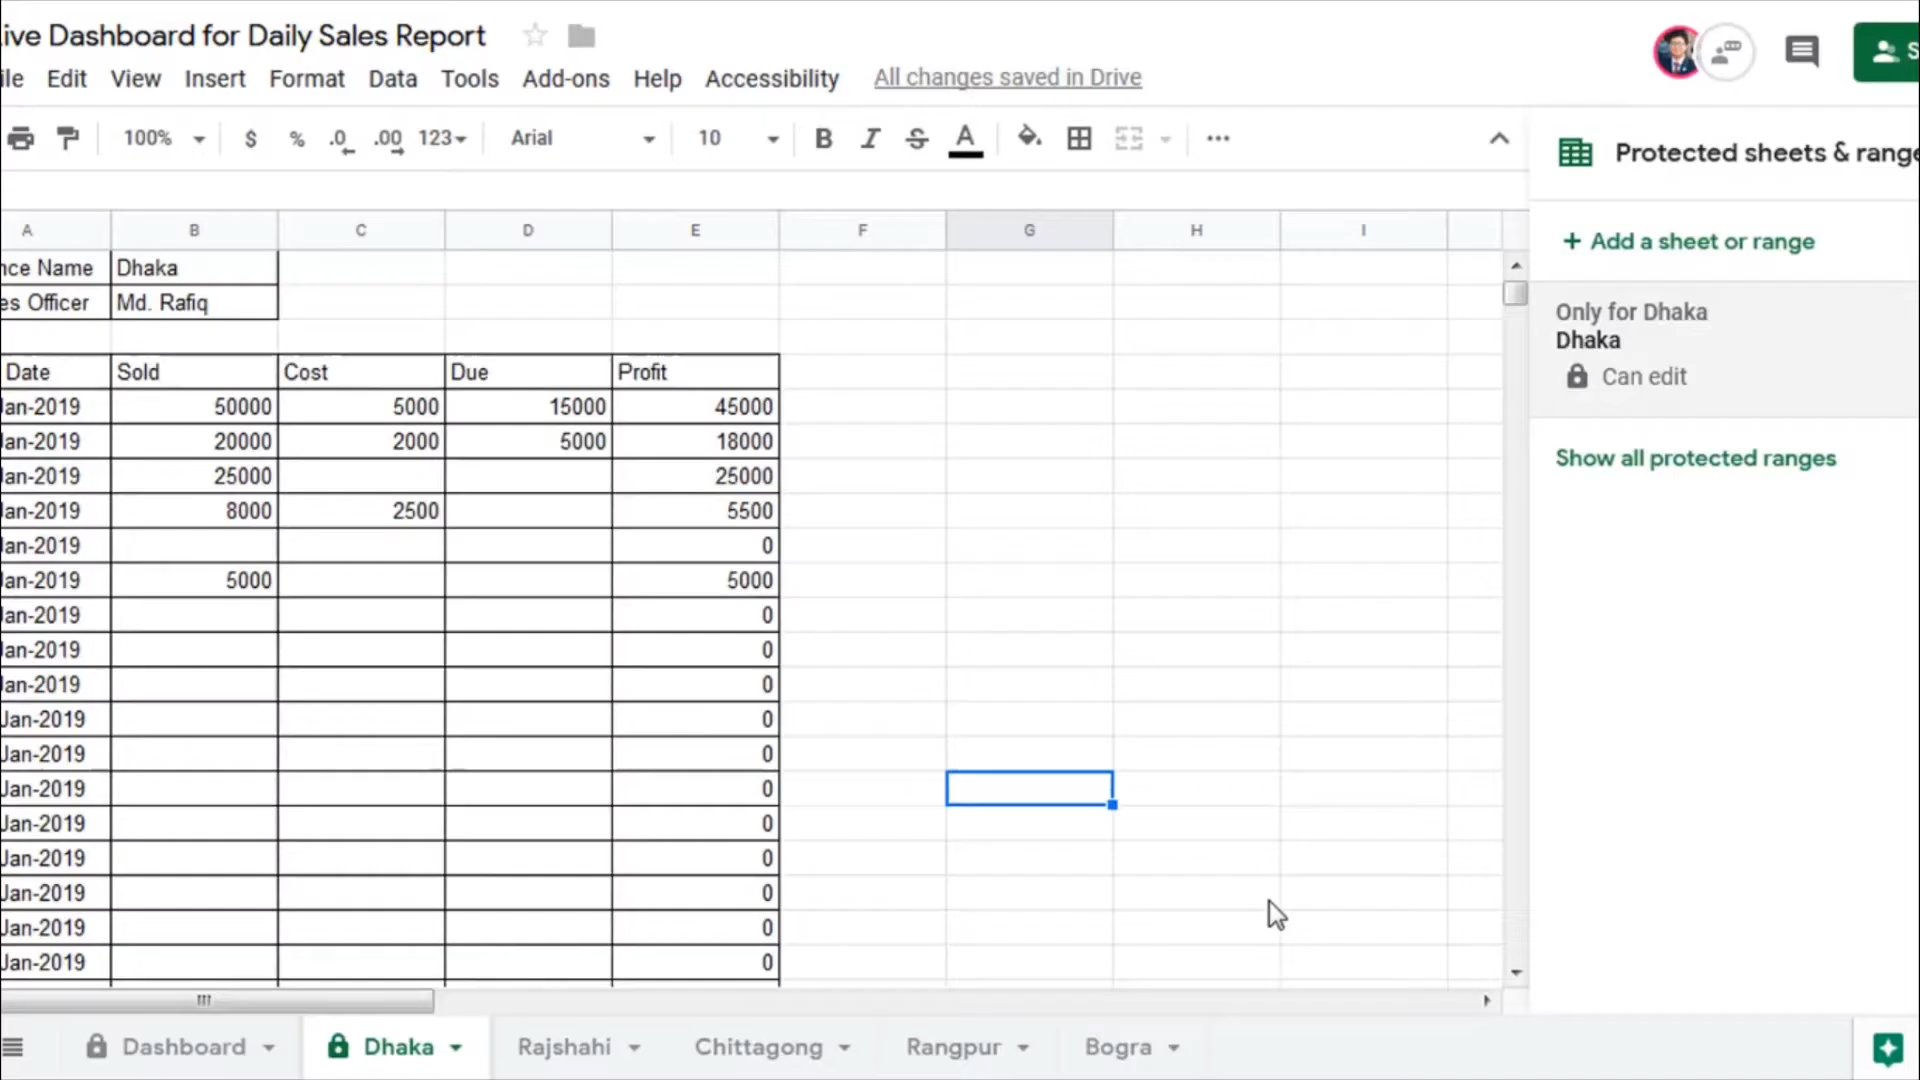 ive Dashboard for Daily Sales Report
ile Edit View Insert Format Data Tools Add-ons Help Accessibility All changes saved in Drive
S
100% $ % .0 .00 123 Arial 10 B I S A
Protected sheets & range
+ Add a sheet or range
Only for Dhaka
Dhaka
Can edit
Show all protected ranges
A B C D E F G H I
nce Name Dhaka
es Officer Md. Rafiq
Date Sold Cost Due Profit
Jan-2019 50000 5000 15000 45000
Jan-2019 20000 2000 5000 18000
Jan-2019 25000 25000
Jan-2019 8000 2500 5500
Jan-2019 0
Jan-2019 5000 5000
Jan-2019 0
Jan-2019 0
Jan-2019 0
Jan-2019 0
Jan-2019 0
Jan-2019 0
Jan-2019 0
Jan-2019 0
Jan-2019 0
Jan-2019 0
Jan-2019 0
Dashboard Dhaka Rajshahi Chittagong Rangpur Bogra